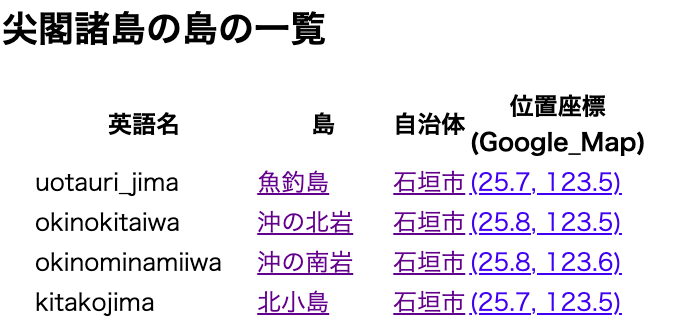 尖閣諸島の島の一覧
英語名 島 自治体 位置座標
(Google_Map)
uotauri_jima 魚釣島 石垣市 (25.7, 123.5)
okinokitaiwa 沖の北岩 石垣市 (25.8, 123.5)
okinominamiiwa 沖の南岩 石垣市 (25.8, 123.6)
kitakojima 北小島 石垣市 (25.7, 123.5)